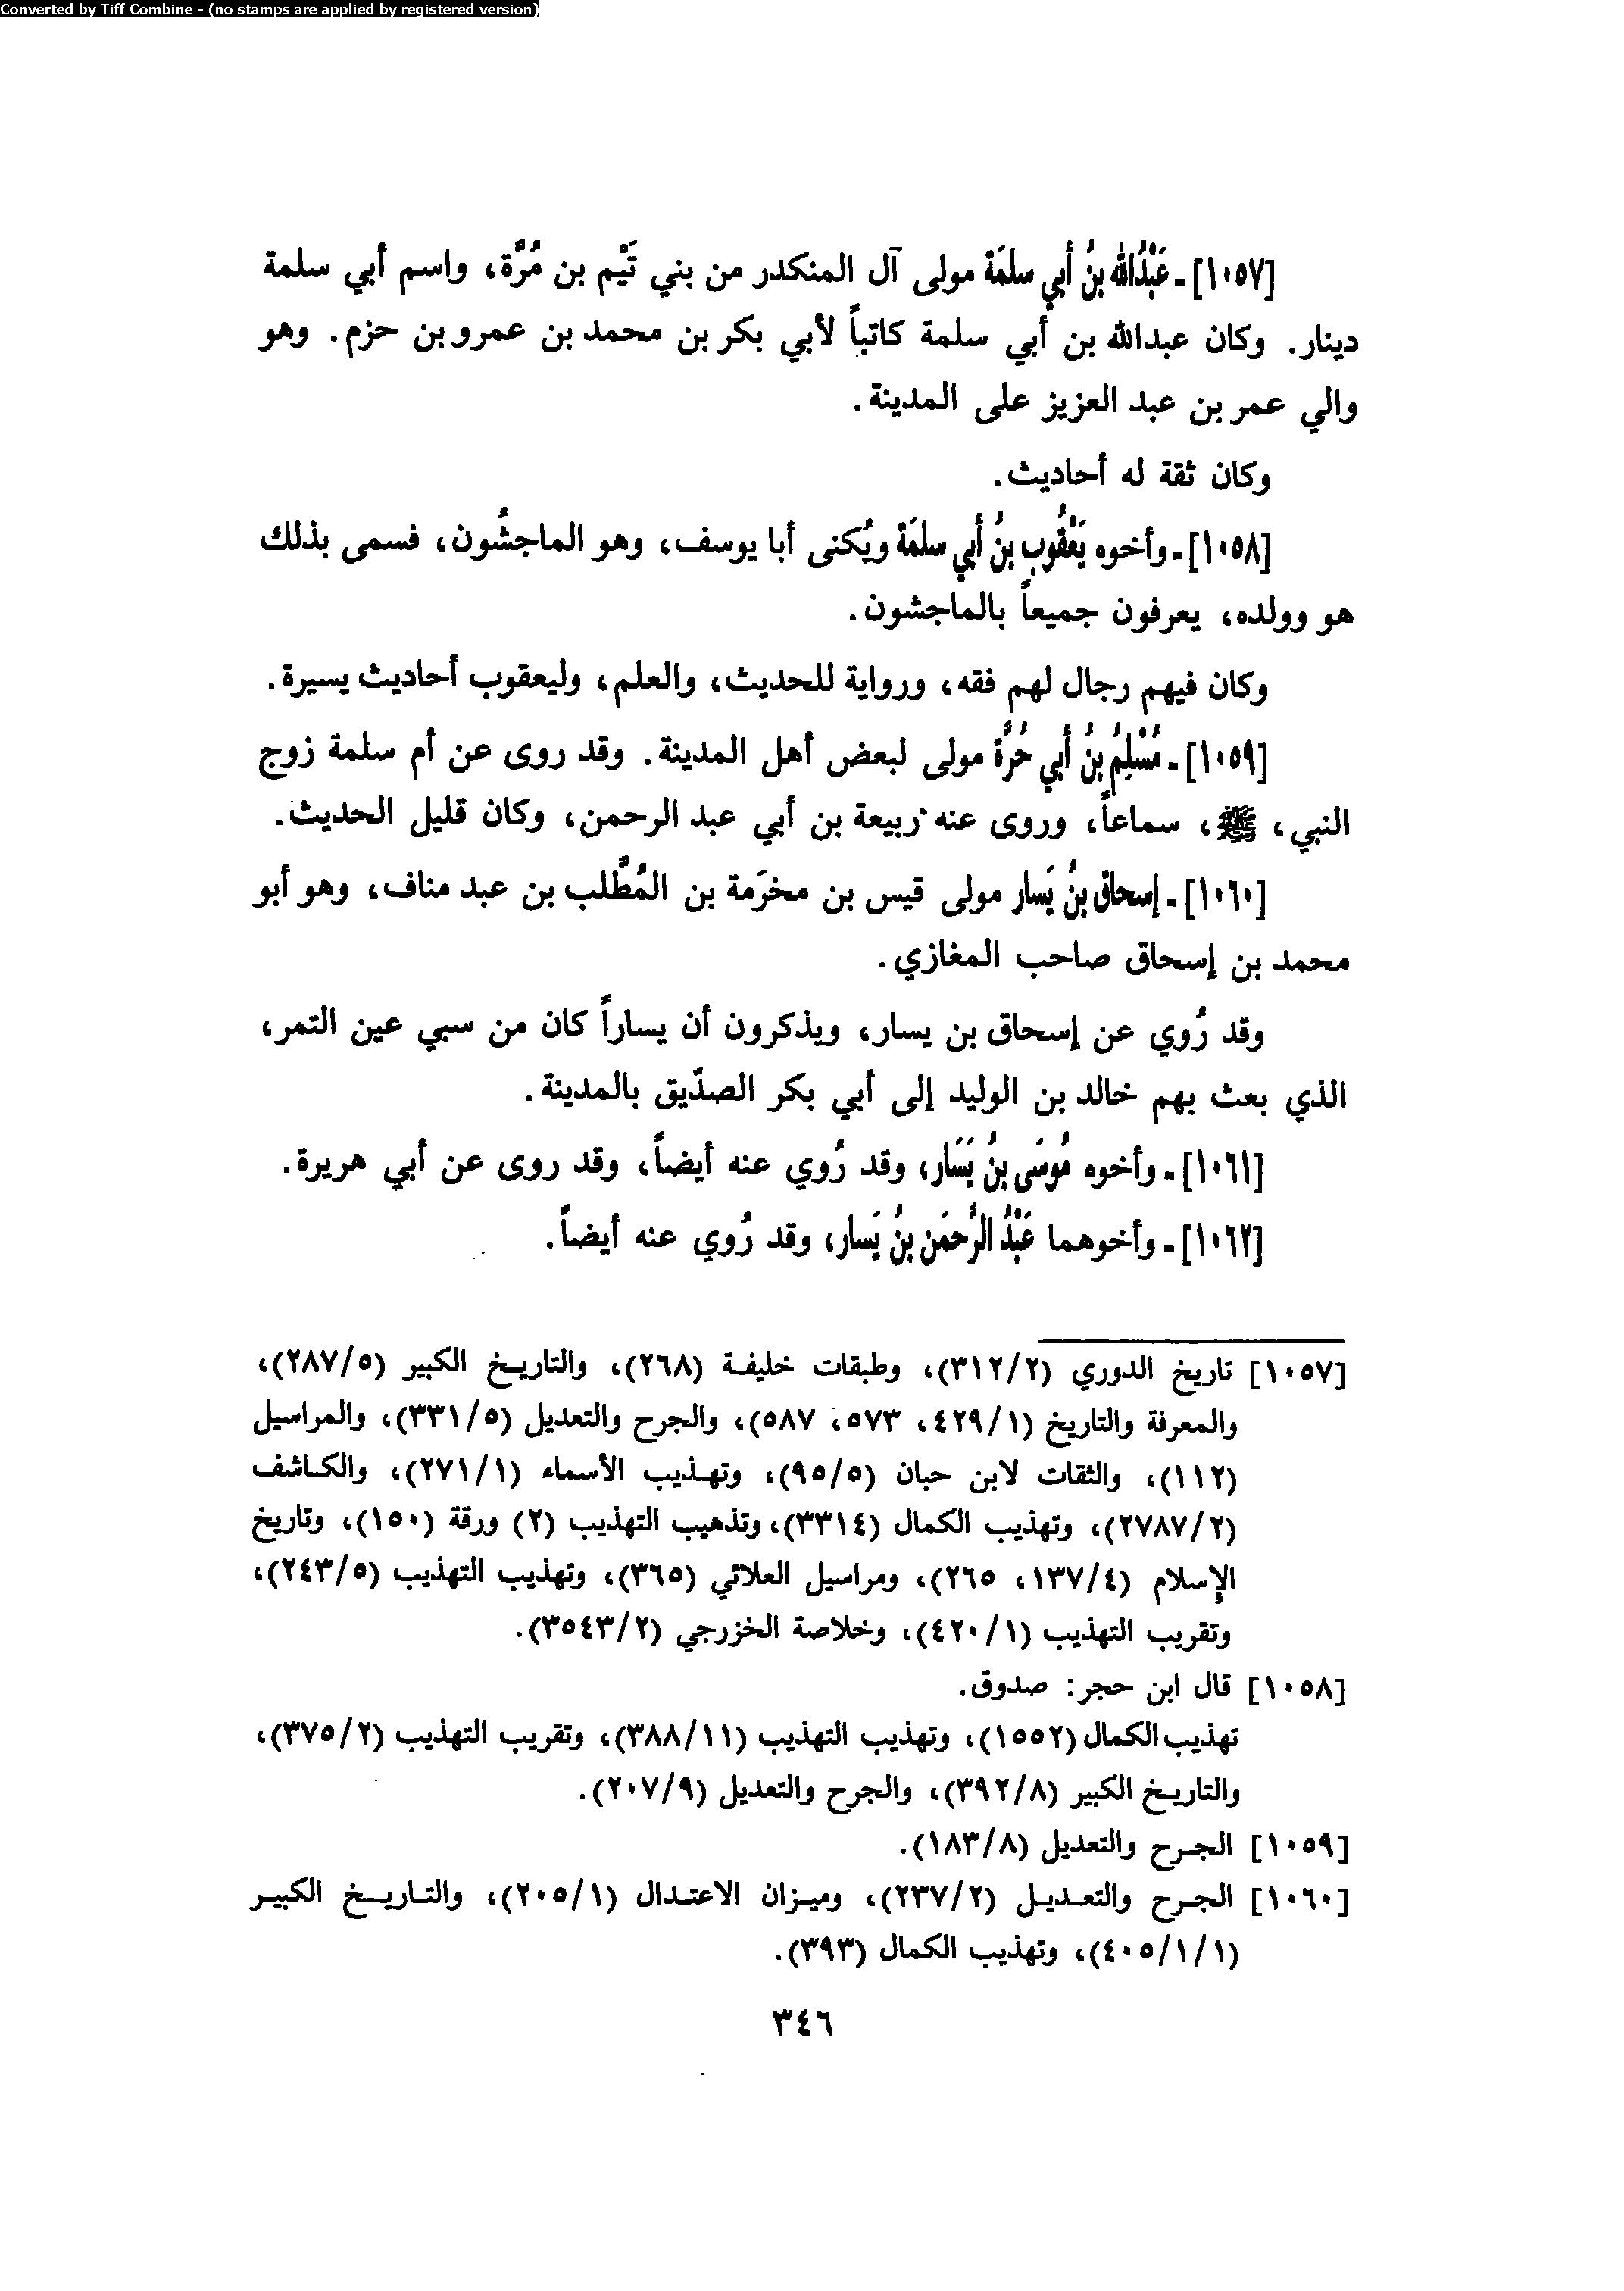 Converted by Tiff Combine - (no stamps are applied by registered version)
[١٠٥٧] - عَبْدُالله بنُ أَبي سلمَة مولى آل المنكدر من بني تَيْم بن مُرَّة، واسم أبي سلمة
دينار. وكان عبدالله بن أبي سلمة كاتباً لأبي بكر بن محمد بن عمرو بن حزم. وهو
والي عمر بن عبد العزيز على المدينة.
وكان ثقة له أحاديث.
[١٠٥٨] - وأخوه يَعْقُوب بنُ أَبي سلمَة ويُكنى أبا يوسف، وهو الماجشُون، فسمى بذلك
هو وولده، يعرفون جميعاً بالماجشون.
وكان فيهم رجال لهم فقه، ورواية للحديث، والعلم، وليعقوب أحاديث يسيرة.
[١٠٥٩] - مُسْلِمُ بنُ أَبي حُرَّة مولى لبعض أهل المدينة. وقد روى عن أم سلمة زوج
النبي، ﷺ، سماعاً، وروى عنه ربيعة بن أبي عبد الرحمن، وكان قليل الحديث.
[١٠٦٠] - إسحاق بنُ يَسار مولى قيس بن مخرَمة بن المُطَّلب بن عبد مناف، وهو أبو
محمد بن إسحاق صاحب المغازي.
وقد رُوي عن إسحاق بن يسار، ويذكرون أن يساراً كان من سبي عين التمر،
الذي بعث بهم خالد بن الوليد إلى أبي بكر الصدّيق بالمدينة.
[١٠٦١] - وأخوه مُوسَى بنُ يَسَار، وقد رُوي عنه أيضاً، وقد روى عن أبي هريرة.
[١٠٦٢] - وأخوهما عَبْدُ الرَّحمَن بنُ يَسار، وقد رُوي عنه أيضاً.
[١٠٥٧] تاريخ الدوري (٣١٢/٢)، وطبقات خليفة (٢٦٨)، والتاريخ الكبير (٢٨٧/٥)،
والمعرفة والتاريخ (٤٢٩/١، ٥٧٣، ٥٨٧)، والجرح والتعديل (٣٣١/٥)، والمراسيل
(١١٢)، والثقات لابن حبان (٩٥/٥)، وتهذيب الأسماء (٢٧١/١)، والكاشف
(٢٧٨٧/٢)، وتهذيب الكمال (٣٣١٤)، وتذهيب التهذيب (٢) ورقة (١٥٠)، وتاريخ
الإسلام (١٣٧/٤، ٢٦٥)، ومراسيل العلائي (٣٦٥)، وتهذيب التهذيب (٢٤٣/٥)،
وتقريب التهذيب (٤٢٠/١)، وخلاصة الخزرجي (٣٥٤٣/٢).
[١٠٥٨] قال ابن حجر: صدوق.
تهذيب الكمال (١٥٥٢)، وتهذيب التهذيب (٣٨٨/١١)، وتقريب التهذيب (٣٧٥/٢)،
والتاريخ الكبير (٣٩٢/٨)، والجرح والتعديل (٢٠٧/٩).
[١٠٥٩] الجرح والتعديل (١٨٣/٨).
[١٠٦٠] الجرح والتعديل (٢٣٧/٢)، وميزان الاعتدال (٢٠٥/١)، والتاريخ الكبير
(٤٠٥/١/١)، وتهذيب الكمال (٣٩٣).
٣٤٦